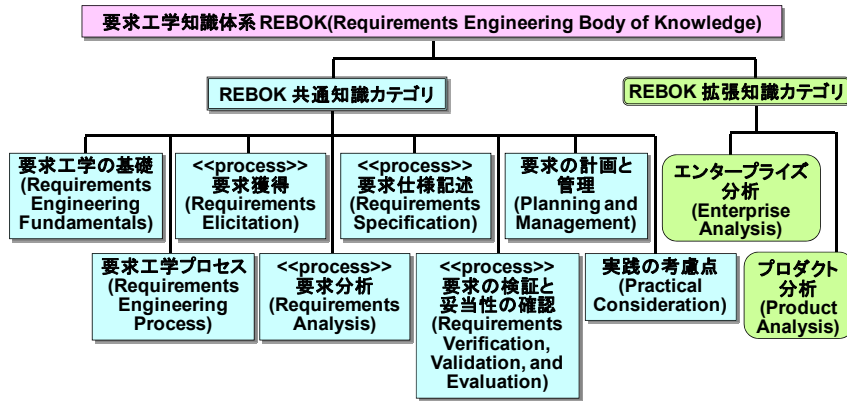 要求工学知識体系 REBOK(Requirements Engineering Body of Knowledge)
REBOK 共通知識カテゴリ
REBOK 拡張知識カテゴリ
要求工学の基礎
(Requirements
Engineering
Fundamentals)
<<process>>
要求獲得
(Requirements
Elicitation)
<<process>>
要求仕様記述
(Requirements
Specification)
要求の計画と
管理
(Planning and
Management)
エンタープライズ
分析
(Enterprise
Analysis)
要求工学プロセス
(Requirements
Engineering
Process)
<<process>>
要求分析
(Requirements
Analysis)
<<process>>
要求の検証と
妥当性の確認
(Requirements
Verification,
Validation, and
Evaluation)
実践の考慮点
(Practical
Consideration)
プロダクト
分析
(Product
Analysis)